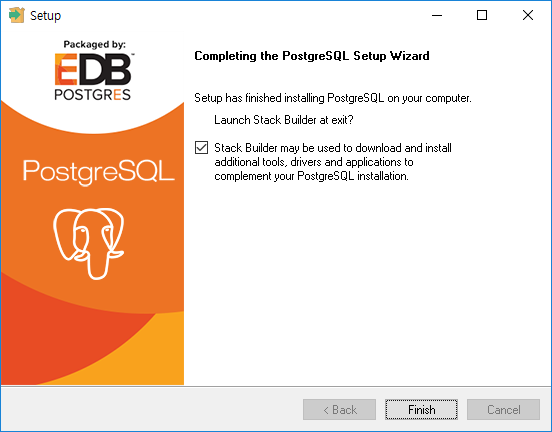 Setup
Packaged by:
EDB™
POSTGRES
PostgreSQL
Completing the PostgreSQL Setup Wizard
Setup has finished installing PostgreSQL on your computer.
Launch Stack Builder at exit?
Stack Builder may be used to download and install
additional tools, drivers and applications to
complement your PostgreSQL installation.
< Back
Finish
Cancel